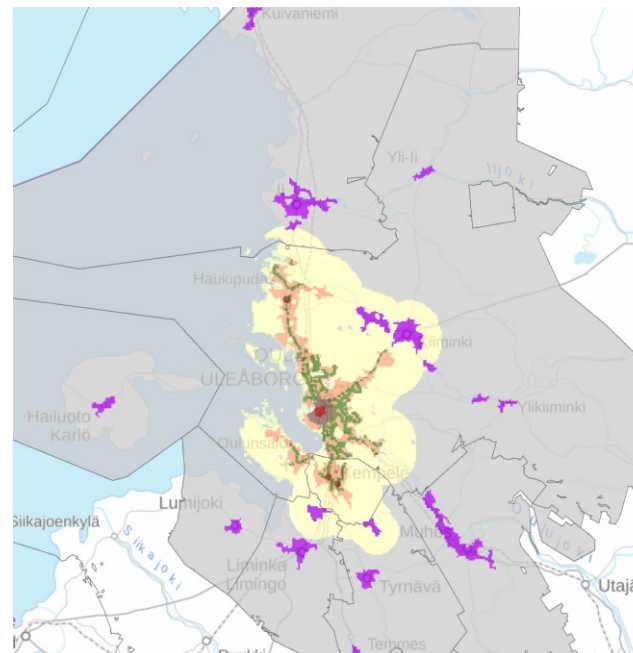 Kuivaniemi
Yli-Ii
Iijoki
Ii
Haukipudas
Kiiminki
OULU
ULEÅBORG
Hailuoto
Karlö
Ylikiiminki
Oulunsalo
Kempele
Lumijoki
Siikajoenkylä
Siikajoki
Muhos
Oulujoki
Liminka
Limingo
Tyrnävä
Utajä
Temmes